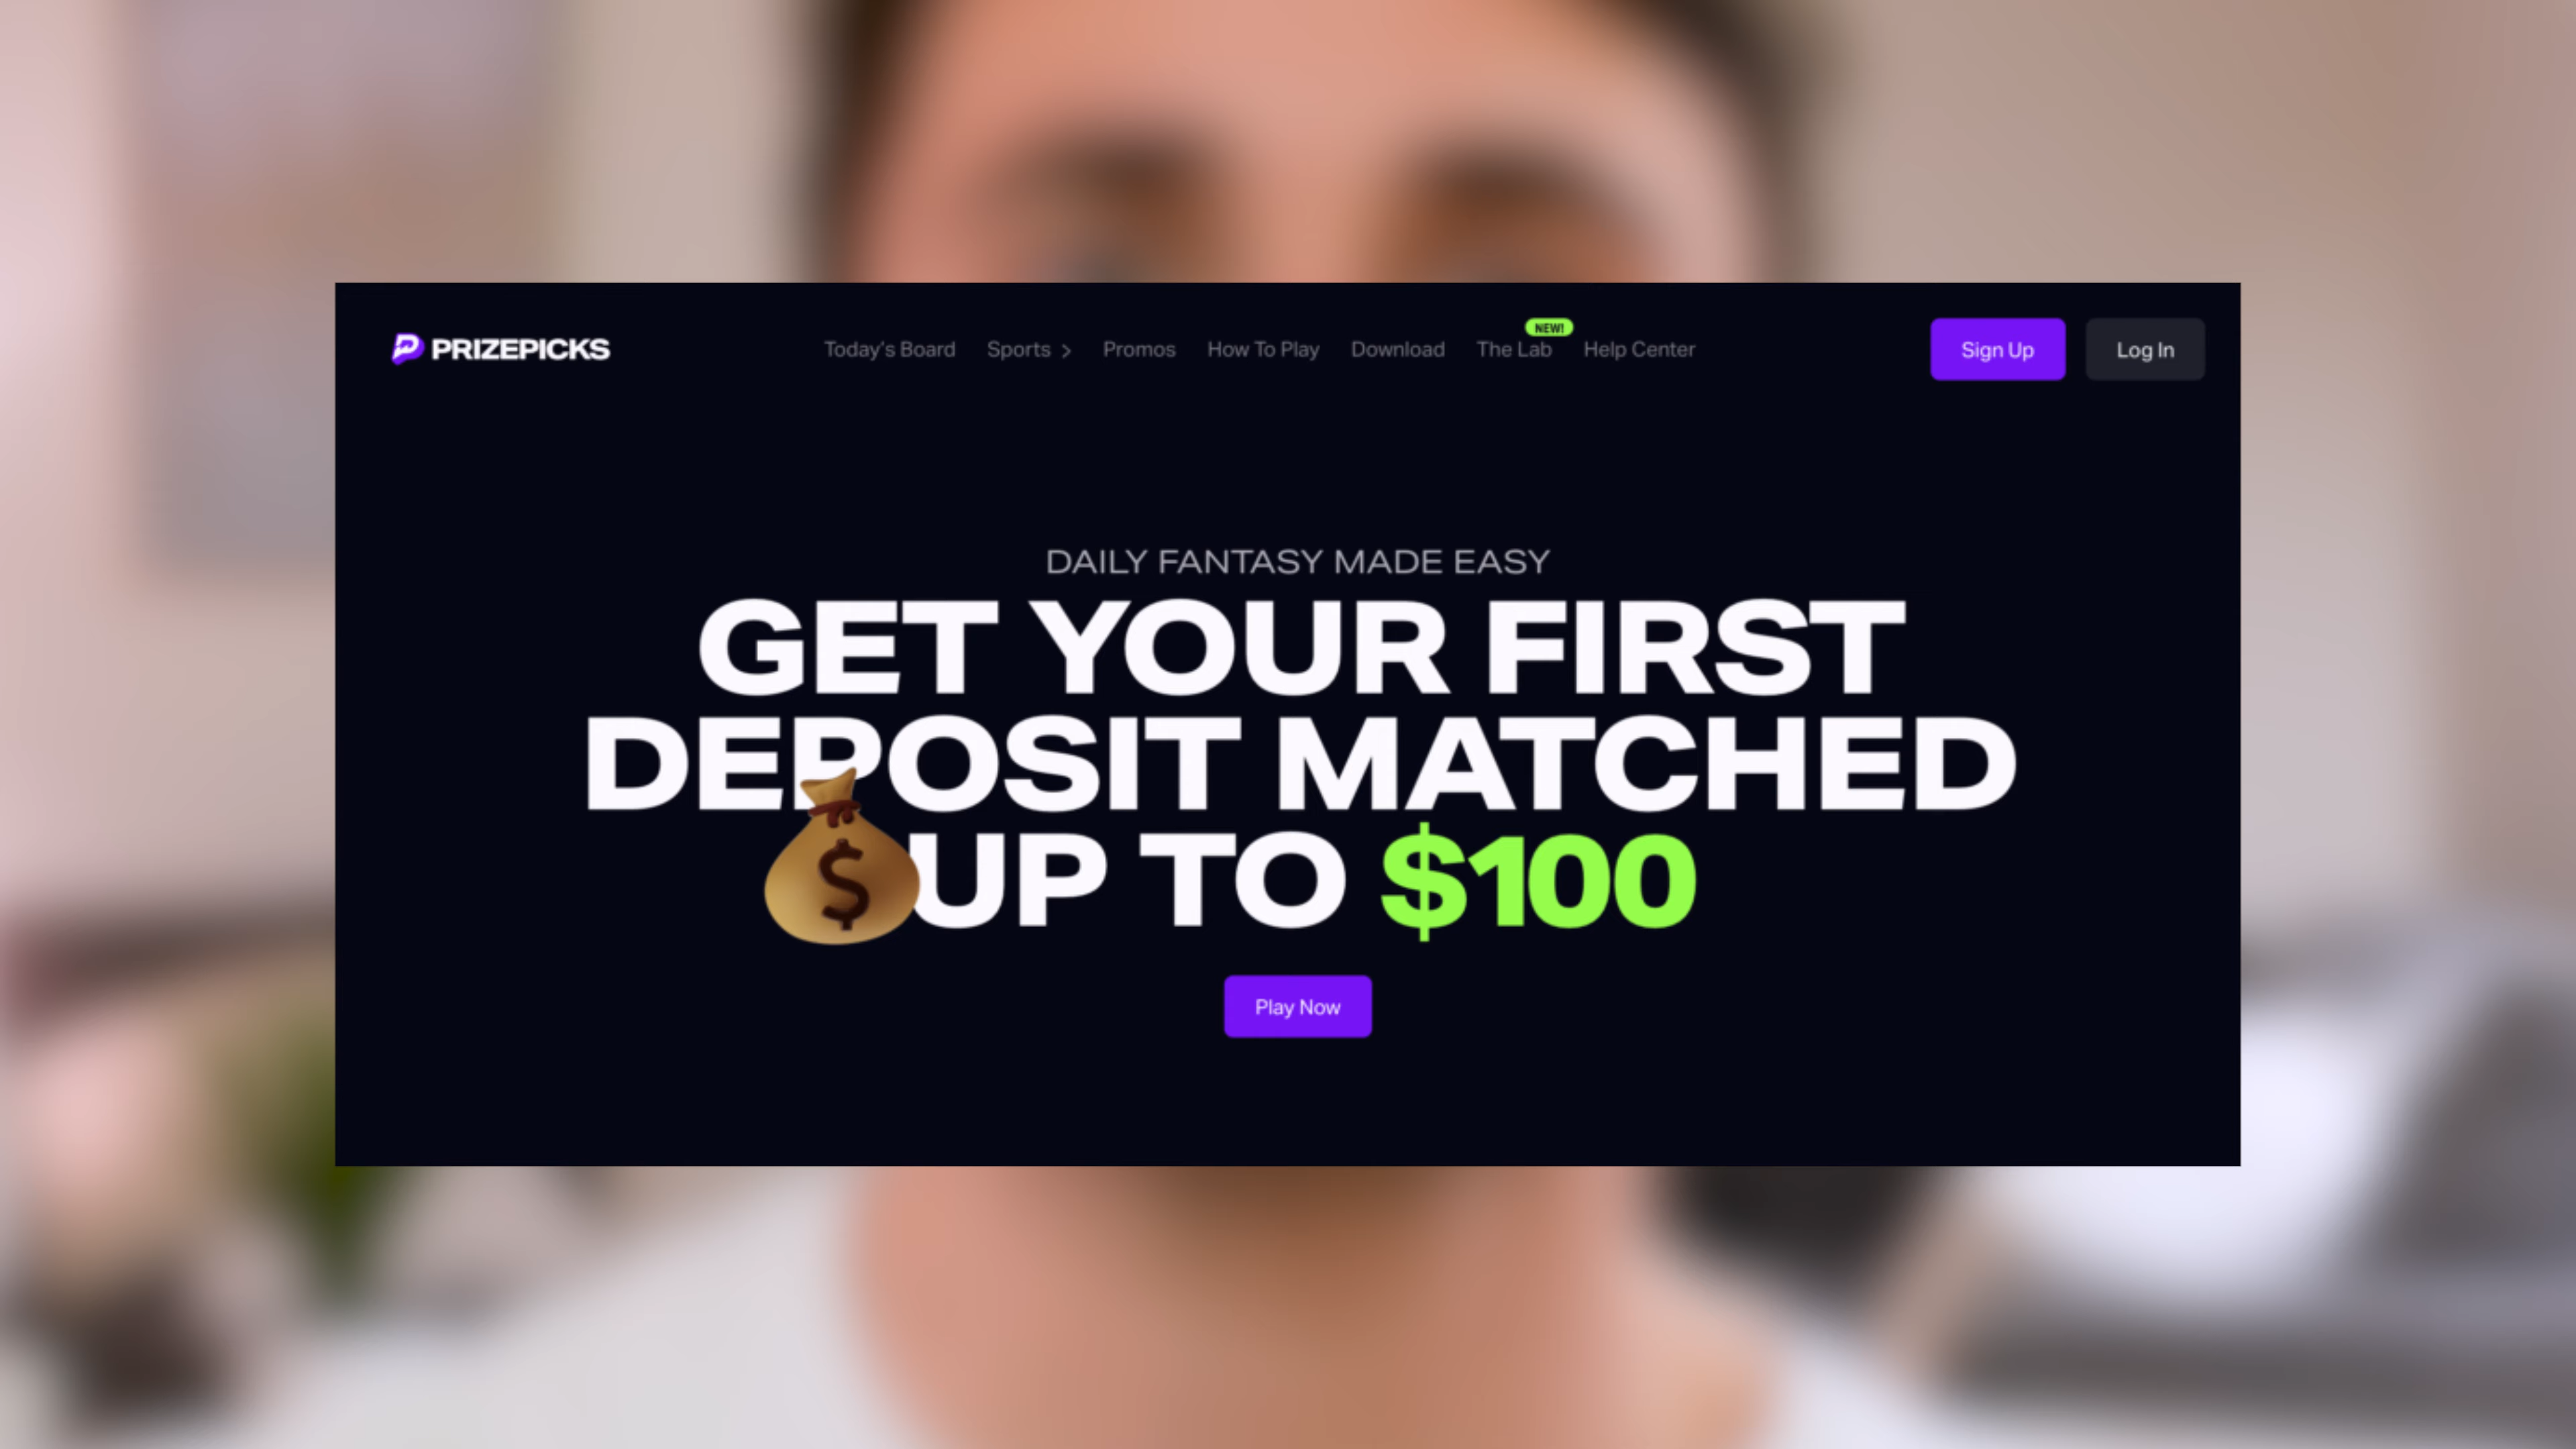 PRIZEPICKS
Today's Board Sports > Promos How To Play Download The Lab NEW! Help Center
Sign Up Log In
DAILY FANTASY MADE EASY
GET YOUR FIRST
DEPOSIT MATCHED
UP TO $100
$
Play Now